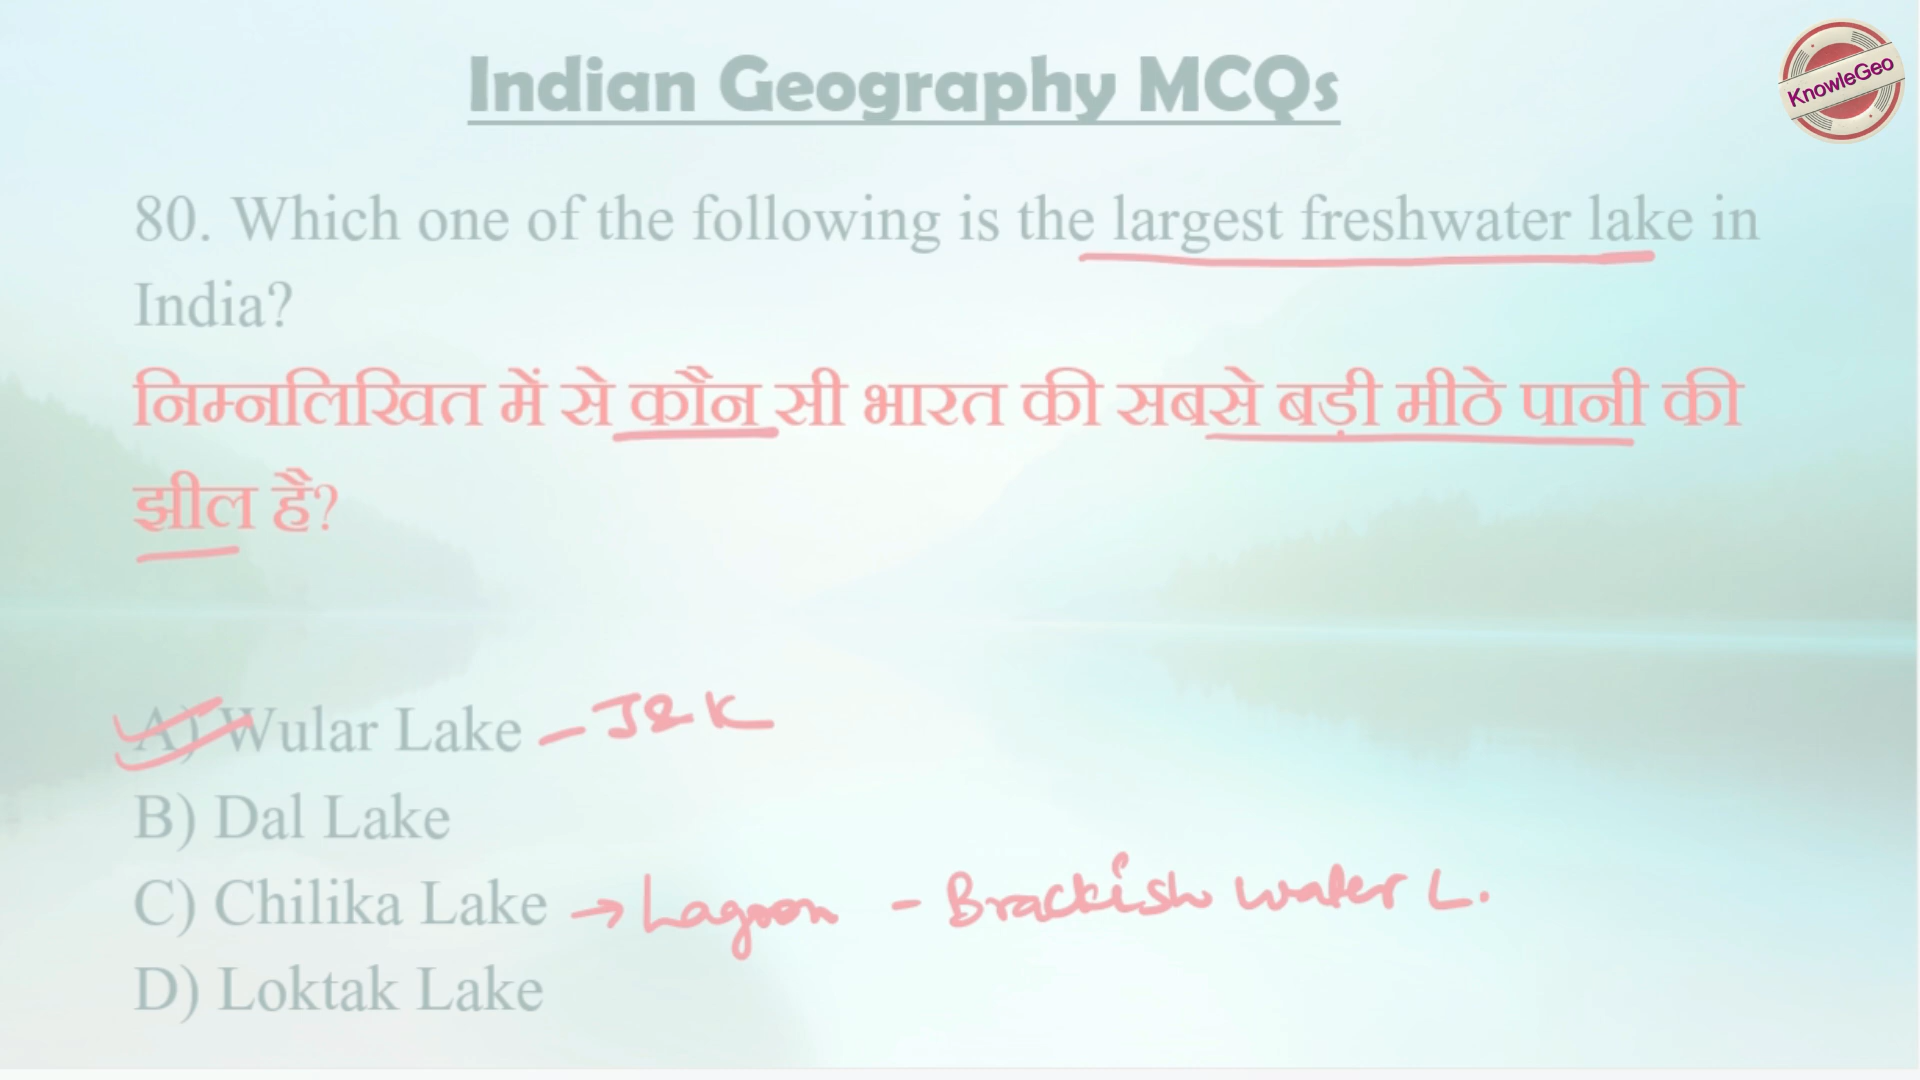 Indian Geography MCQs
KnowleGeo
80. Which one of the following is the largest freshwater lake in
India?
निम्नलिखित में से कौन सी भारत की सबसे बड़ी मीठे पानी की
झील है?
A) Wular Lake - J&K
B) Dal Lake
C) Chilika Lake → Lagoon - Brackish water L.
D) Loktak Lake